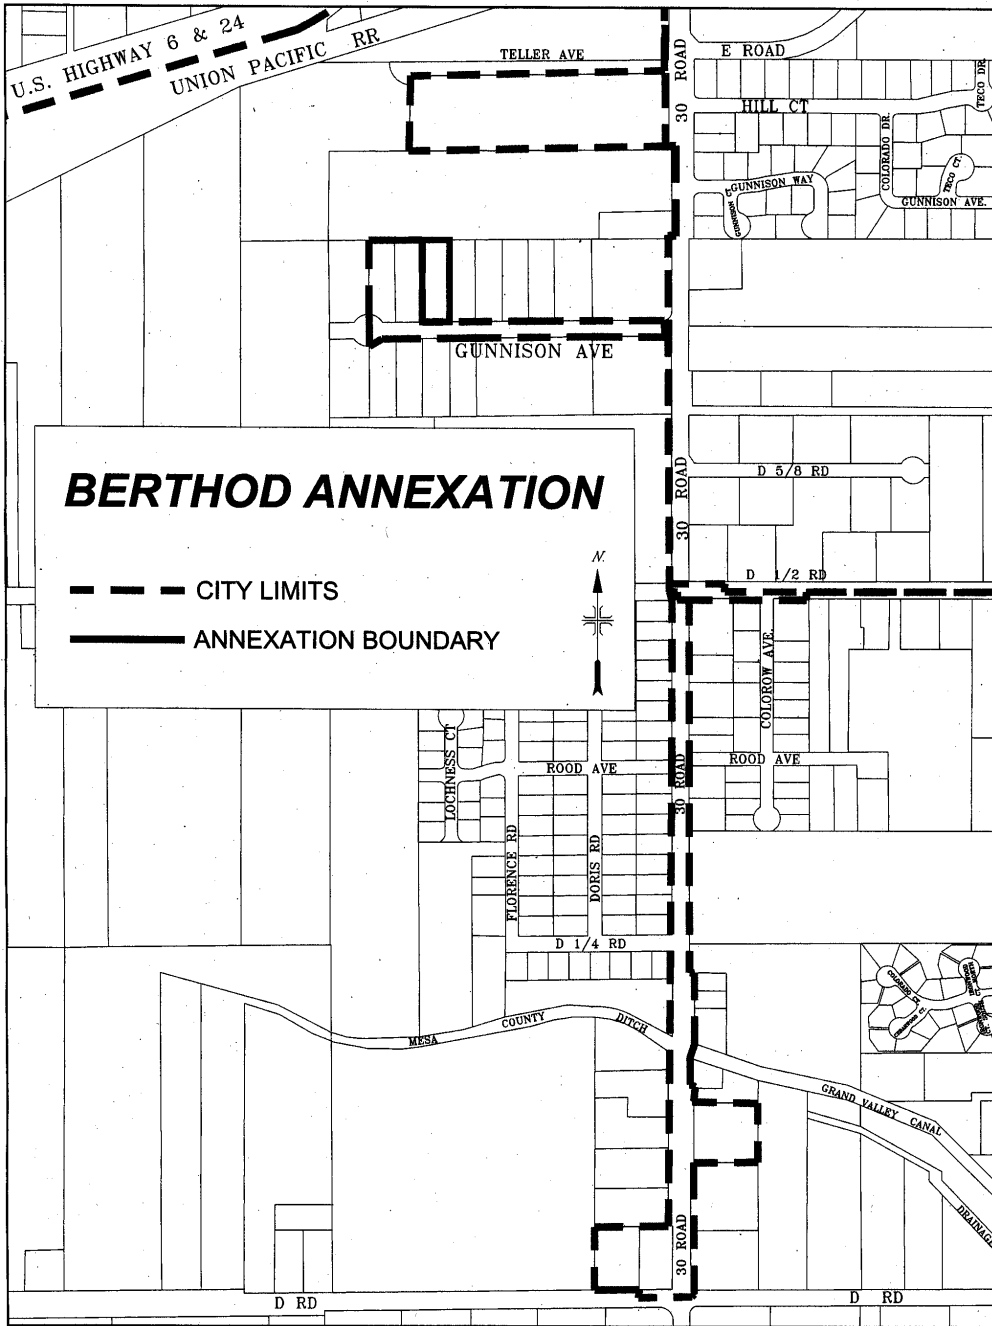 U.S. HIGHWAY 6 & 24
UNION PACIFIC RR
TELLER AVE
30 ROAD
E ROAD
HILL CT
TECO DR.
COLORADO DR.
TECO CT.
GUNNISON WAY
GUNNISON CT
GUNNISON AVE.
GUNNISON AVE
BERTHOD ANNEXATION
CITY LIMITS
ANNEXATION BOUNDARY
N.
30 ROAD
D 5/8 RD
D 1/2 RD
COLOROW AVE.
LOCHNESS CT
ROOD AVE
30 ROAD
ROOD AVE
FLORENCE RD
DORIS RD
D 1/4 RD
COLORADO CT.
MESA COUNTY DITCH
GRAND VALLEY CANAL
DRAINAGE
30 ROAD
D RD
D RD